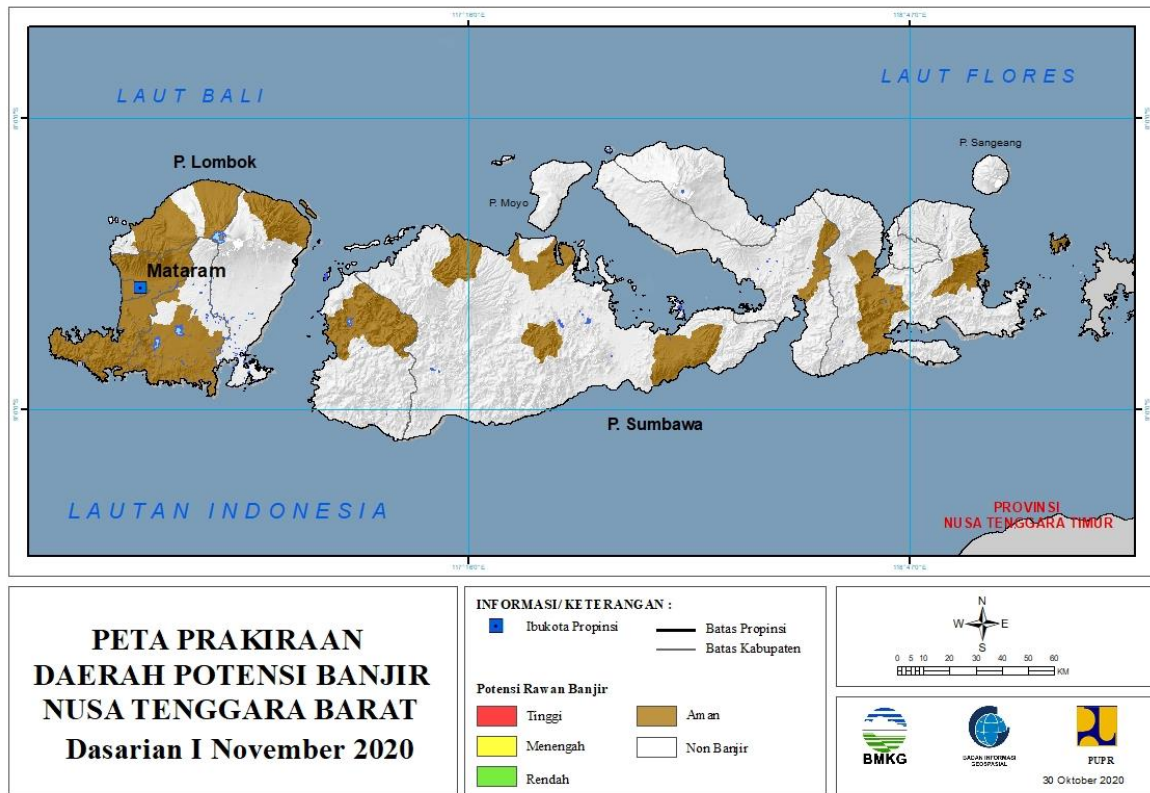 LAUT BALI
LAUT FLORES
P. Lombok
P. Sangeang
P. Moyo
Mataram
P. Sumbawa
LAUTAN INDONESIA
PROVINSI
NUSA TENGGARA TIMUR
PETA PRAKIRAAN
DAERAH POTENSI BANJIR
NUSA TENGGARA BARAT
Dasarian I November 2020
INFORMASI/ KETERANGAN :
Ibukota Propinsi
Batas Propinsi
Batas Kabupaten
Potensi Rawan Banjir
Tinggi
Aman
Menengah
Non Banjir
Rendah
N
W E
S
0 5 10 20 30 40 50 60
KM
BMKG
BADAN INFORMASI
GEOSPASIAL
PUPR
30 Oktober 2020